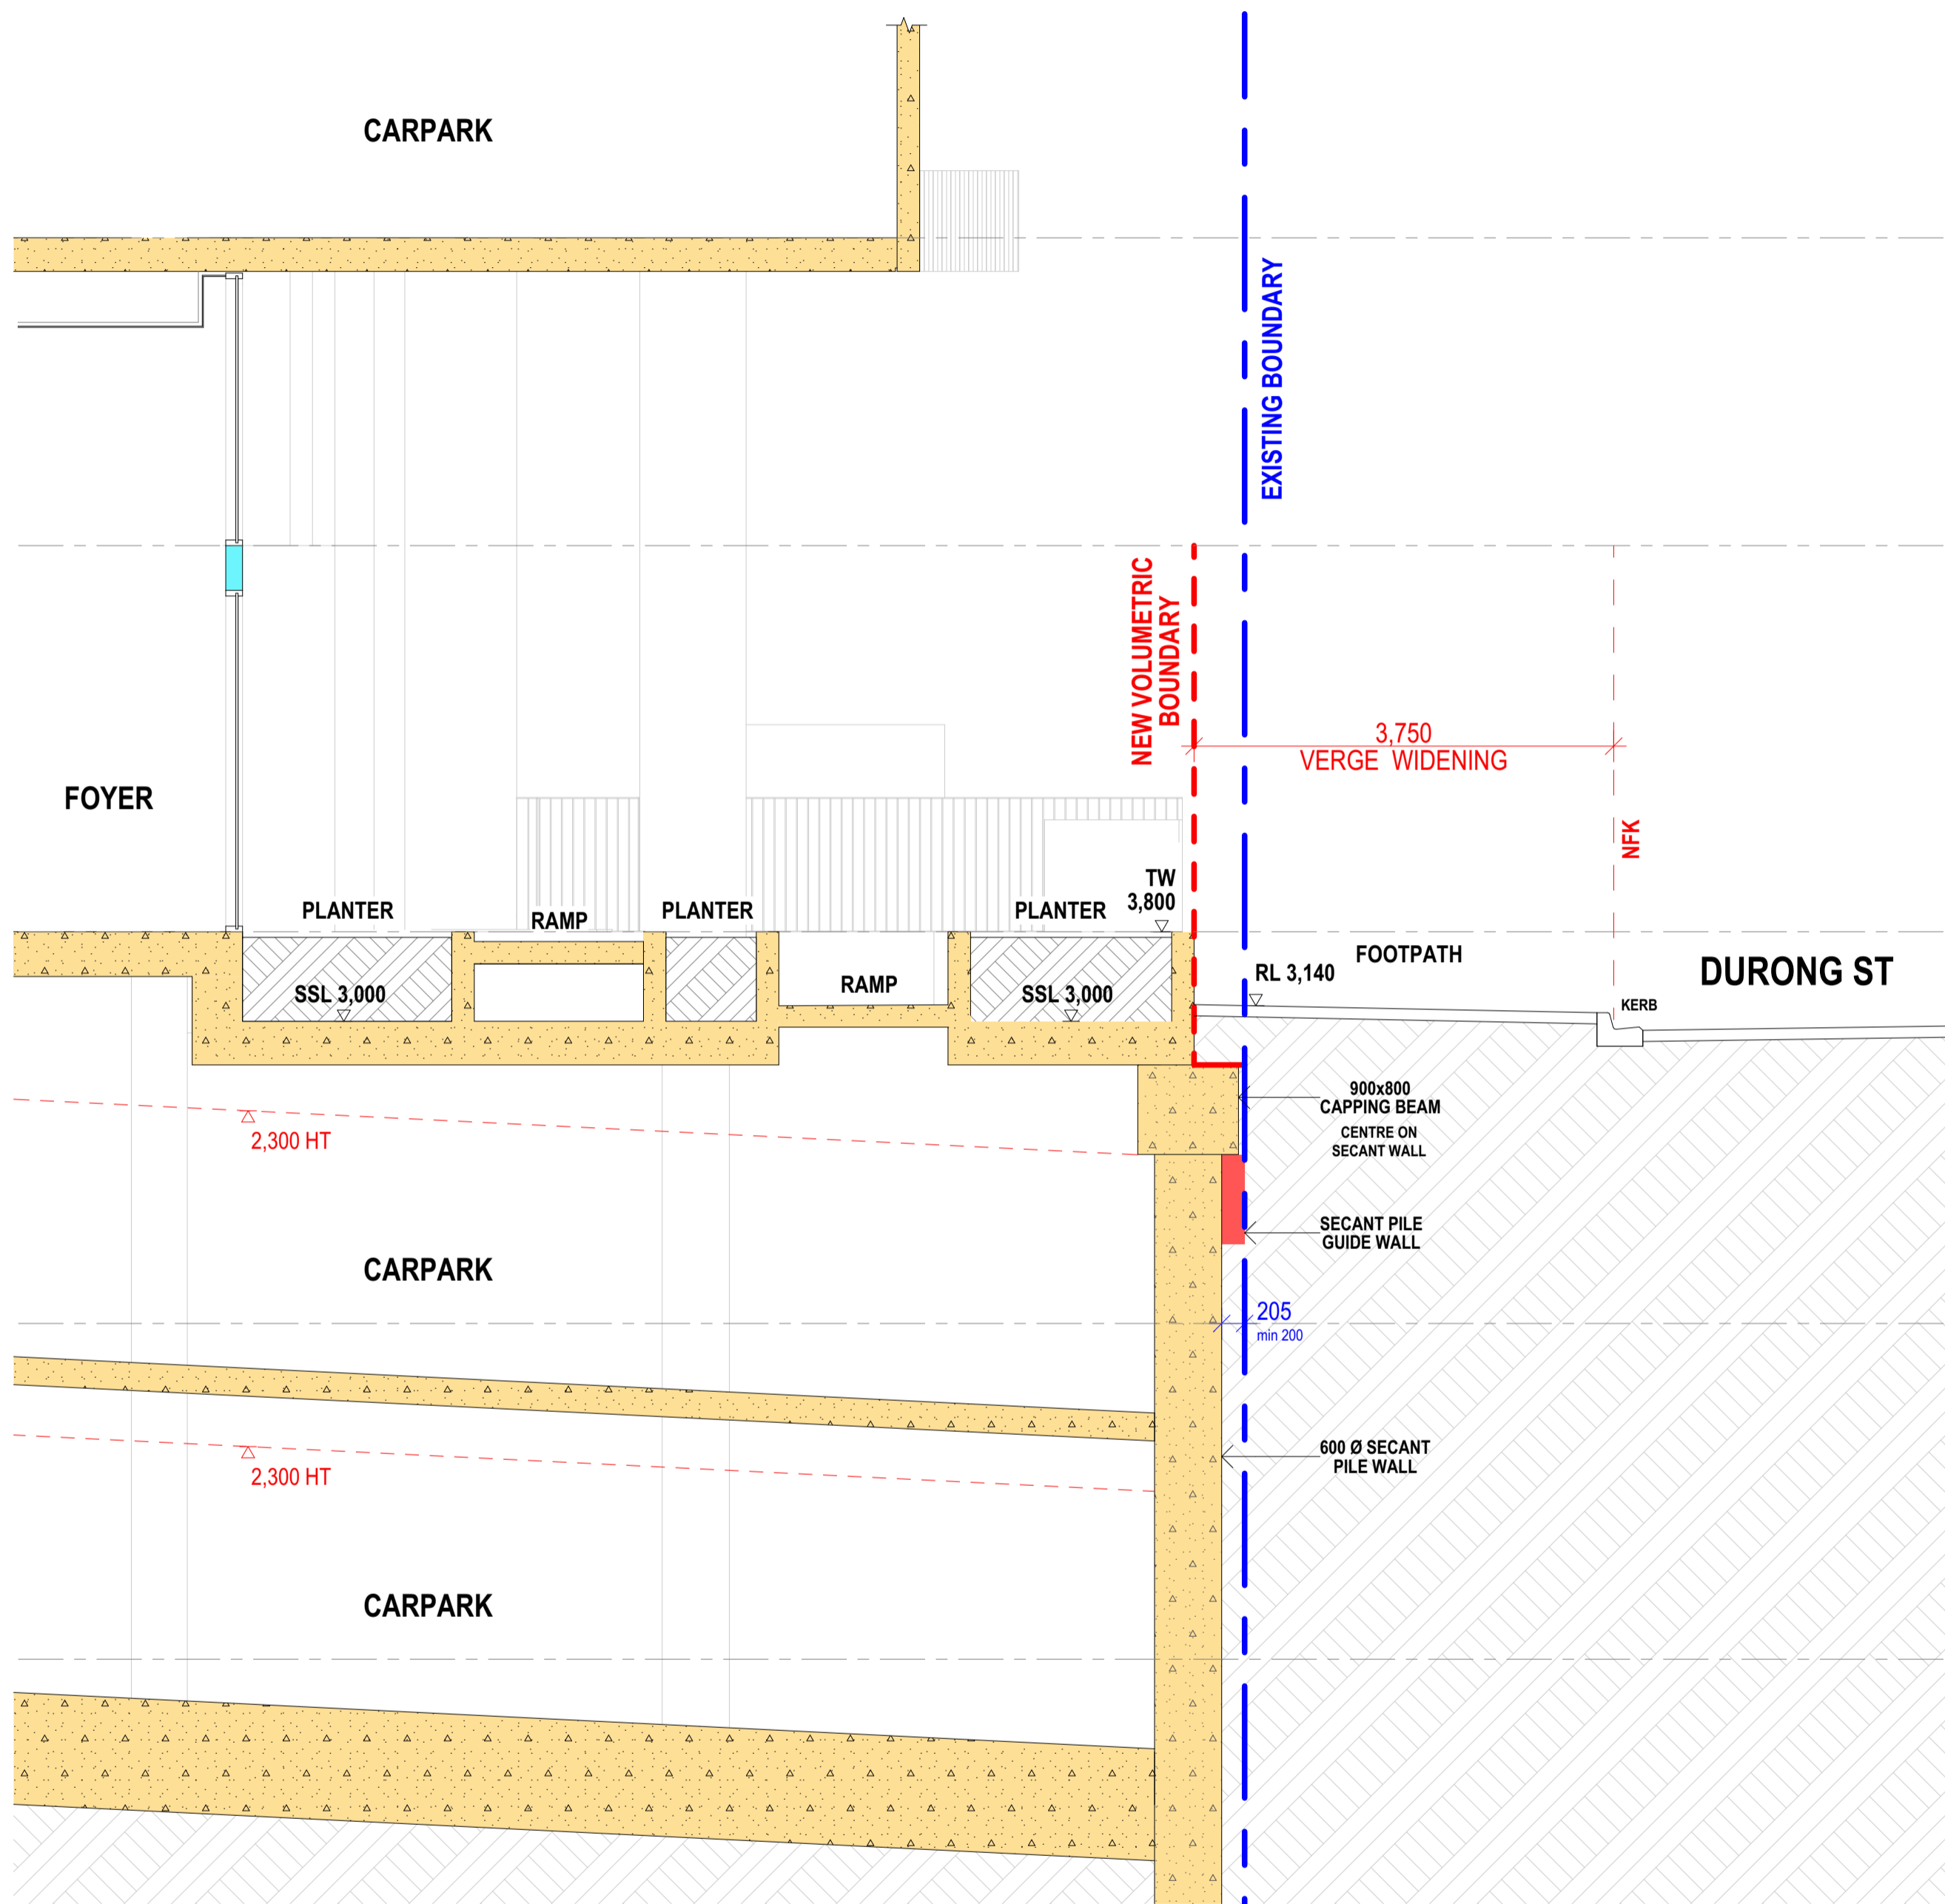 CARPARK
EXISTING BOUNDARY
NEW VOLUMETRIC
BOUNDARY
3,750
VERGE WIDENING
NFK
FOYER
TW
3,800
PLANTER
RAMP
PLANTER
PLANTER
FOOTPATH
DURONG ST
RL 3,140
RAMP
SSL 3,000
SSL 3,000
KERB
900x800
CAPPING BEAM
CENTRE ON
SECANT WALL
2,300 HT
SECANT PILE
GUIDE WALL
CARPARK
205
min 200
600 Ø SECANT
PILE WALL
2,300 HT
CARPARK